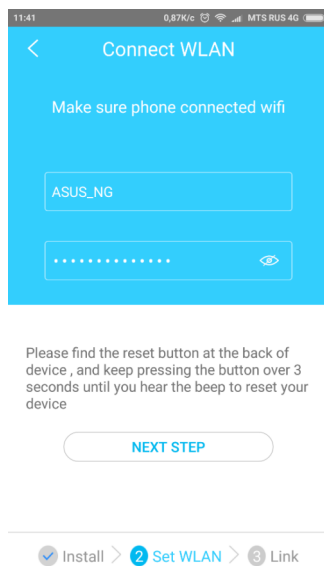 11:41 0,87K/c MTS RUS 4G
Connect WLAN
Make sure phone connected wifi
ASUS_NG
Please find the reset button at the back of
device , and keep pressing the button over 3
seconds until you hear the beep to reset your
device
NEXT STEP
Install 2 Set WLAN 3 Link